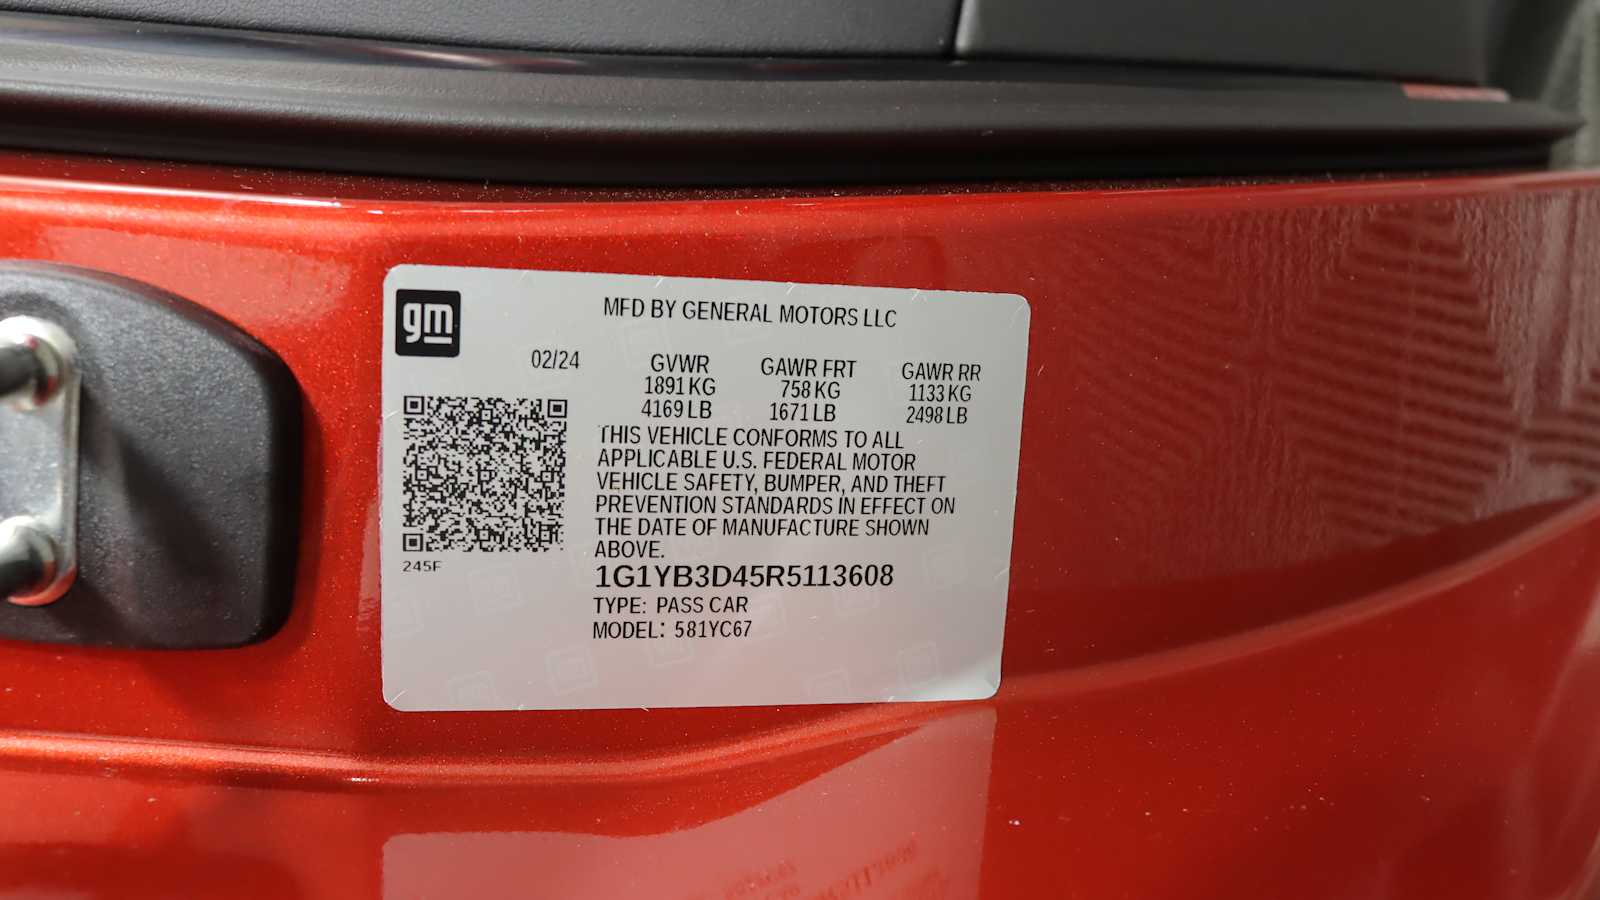 gm
MFD BY GENERAL MOTORS LLC
02/24 GVWR GAWR FRT GAWR RR
1891 KG 758 KG 1133 KG
4169 LB 1671 LB 2498 LB
THIS VEHICLE CONFORMS TO ALL
APPLICABLE U.S. FEDERAL MOTOR
VEHICLE SAFETY, BUMPER, AND THEFT
PREVENTION STANDARDS IN EFFECT ON
THE DATE OF MANUFACTURE SHOWN
ABOVE.
245F
1G1YB3D45R5113608
TYPE: PASS CAR
MODEL: 581YC67